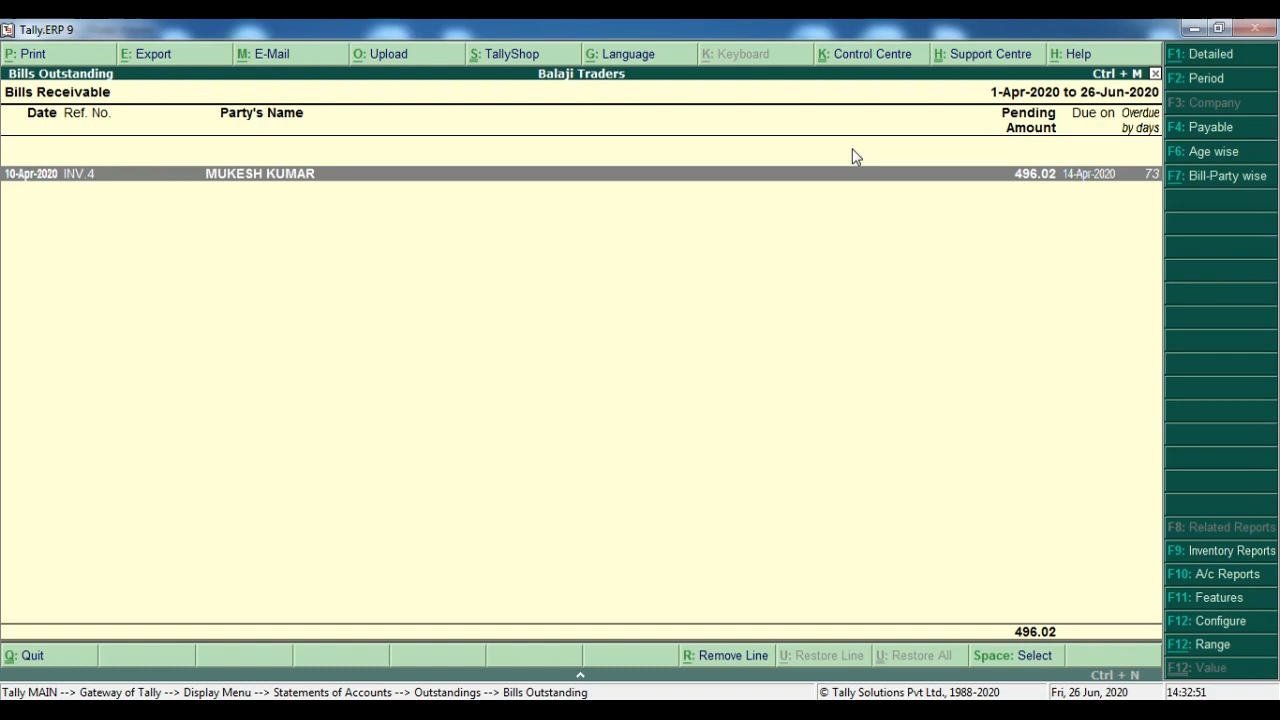 Tally.ERP 9
P: Print E: Export M: E-Mail O: Upload S: TallyShop G: Language K: Keyboard K: Control Centre H: Support Centre H: Help
Bills Outstanding Balaji Traders Ctrl + M
Bills Receivable 1-Apr-2020 to 26-Jun-2020
Date Ref. No. Party's Name Pending Due on Overdue
Amount by days
10-Apr-2020 INV.4 MUKESH KUMAR 496.02 14-Apr-2020 73
496.02
Q: Quit R: Remove Line U: Restore Line U: Restore All Space: Select
Ctrl + N
Tally MAIN --> Gateway of Tally --> Display Menu --> Statements of Accounts --> Outstandings --> Bills Outstanding © Tally Solutions Pvt Ltd., 1988-2020 Fri, 26 Jun, 2020 14:32:51
F1: Detailed
F2: Period
F3: Company
F4: Payable
F6: Age wise
F7: Bill-Party wise
F8: Related Reports
F9: Inventory Reports
F10: A/c Reports
F11: Features
F12: Configure
F12: Range
F12: Value